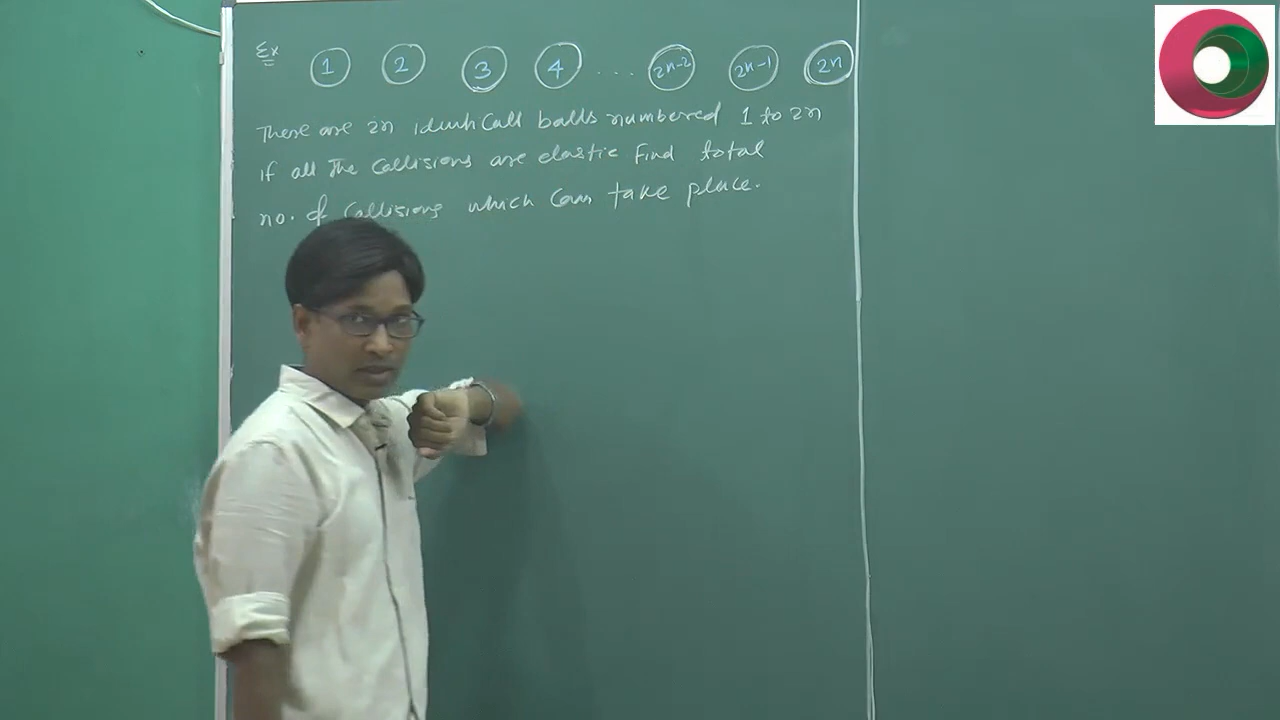 Ex 1 2 3 4 .... 2n-2 2n-1 2n
There are 2n identicall balls numbered 1 to 2n
if all the collisions are elastic find total
no. of collisions which can take place.